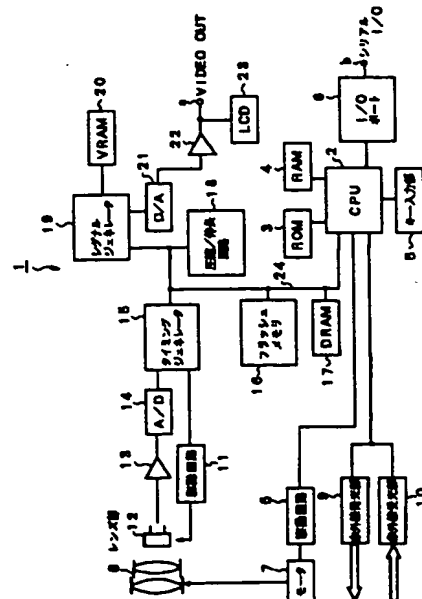 1
20
VRAM
19
シグナル
ジェネレータ
21
D/A
22
VIDEO OUT
LCD
23
18
圧縮/伸長
回路
15
タイミング
ジェネレータ
14
A/D
13
12
レンズ部
8
駆動回路
11
16
フラッシュ
メモリ
24
17
DRAM
3
ROM
4
RAM
2
CPU
6
I/O
ポート
シリアル
I/O
キー入力部
5
6
駆動回路
7
モータ
9
10